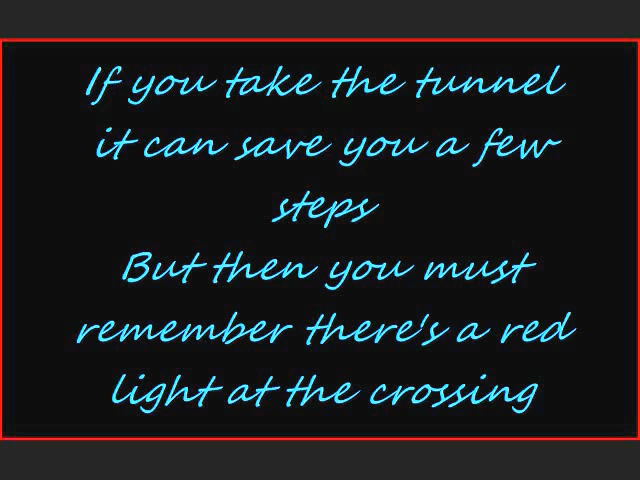 If you take the tunnel
it can save you a few
steps
But then you must
remember there's a red
light at the crossing